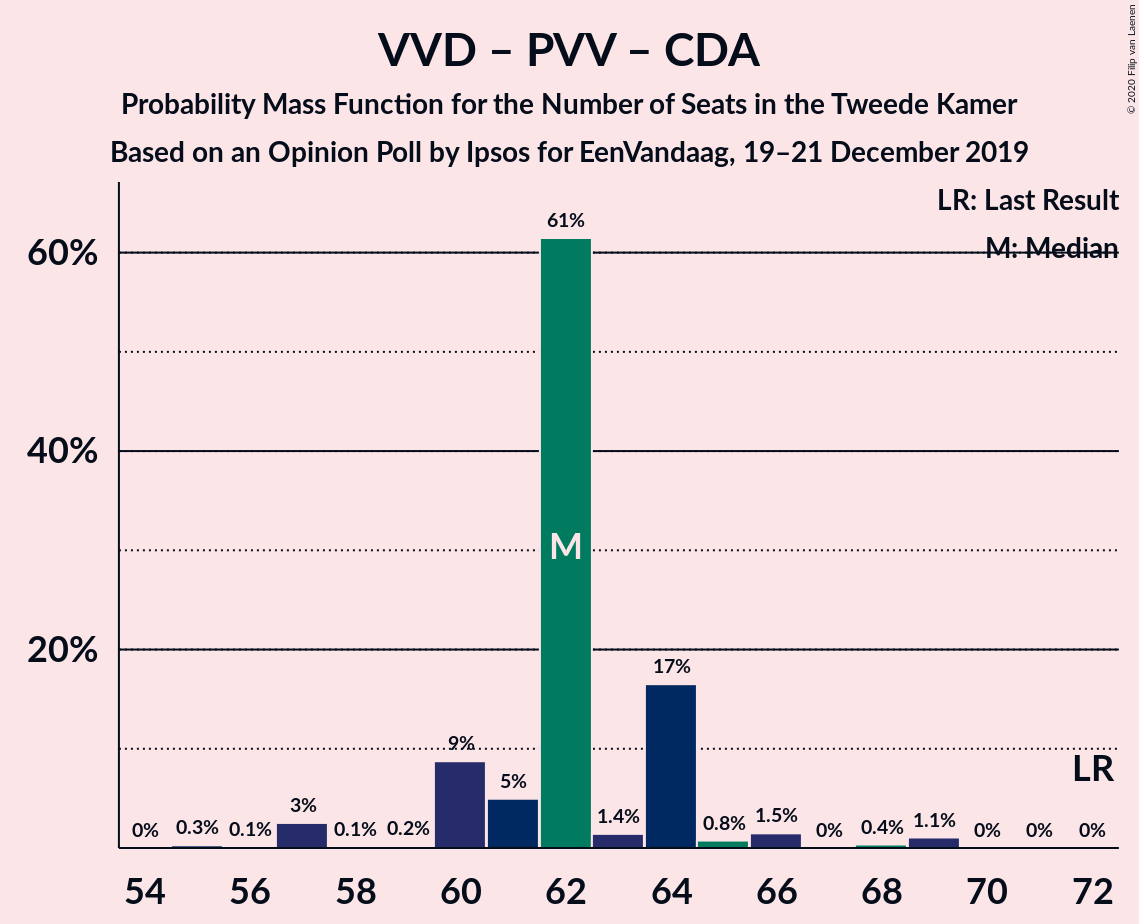 VVD – PVV – CDA
Probability Mass Function for the Number of Seats in the Tweede Kamer
Based on an Opinion Poll by Ipsos for EenVandaag, 19–21 December 2019
© 2020 Filip van Laenen
LR: Last Result
M: Median
60%
40%
20%
0%
0.3%
0.1%
3%
0.1%
0.2%
9%
5%
61%
1.4%
17%
0.8%
1.5%
0%
0.4%
1.1%
0%
0%
0%
M
LR
54 56 58 60 62 64 66 68 70 72